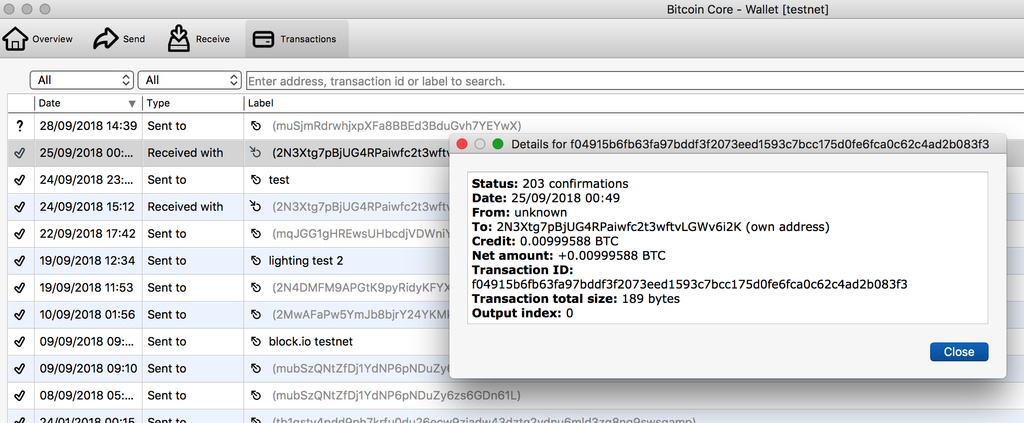 Bitcoin Core - Wallet [testnet]
Overview Send Receive Transactions
All All Enter address, transaction id or label to search.
Date Type Label
? 28/09/2018 14:39 Sent to (muSjmRdrwhjxpXFa8BBEd3BduGvh7YEYwX)
25/09/2018 00:... Received with (2N3Xtg7pBjUG4RPaiwfc2t3wftv
24/09/2018 23:... Sent to test
24/09/2018 15:12 Received with (2N3Xtg7pBjUG4RPaiwfc2t3wftv
22/09/2018 17:42 Sent to (mqJGG1gHREwsUHbcdjVDWniY
19/09/2018 12:34 Sent to lighting test 2
19/09/2018 11:53 Sent to (2N4DMFM9APGtK9pyRidyKFYX
10/09/2018 01:56 Sent to (2MwAFaPw5YmJb8bjrY24YKM
09/09/2018 09:... Sent to block.io testnet
09/09/2018 09:10 Sent to (mubSzQNtZfDj1YdNP6pNDuZy
08/09/2018 05:... Sent to (mubSzQNtZfDj1YdNP6pNDuZy6zs6GDn61L)
24/01/2018 00:15 Sent to
Details for f04915b6fb63fa97bddf3f2073eed1593c7bcc175d0fe6fca0c62c4ad2b083f3
Status: 203 confirmations
Date: 25/09/2018 00:49
From: unknown
To: 2N3Xtg7pBjUG4RPaiwfc2t3wftvLGWv6i2K (own address)
Credit: 0.00999588 BTC
Net amount: +0.00999588 BTC
Transaction ID:
f04915b6fb63fa97bddf3f2073eed1593c7bcc175d0fe6fca0c62c4ad2b083f3
Transaction total size: 189 bytes
Output index: 0
Close